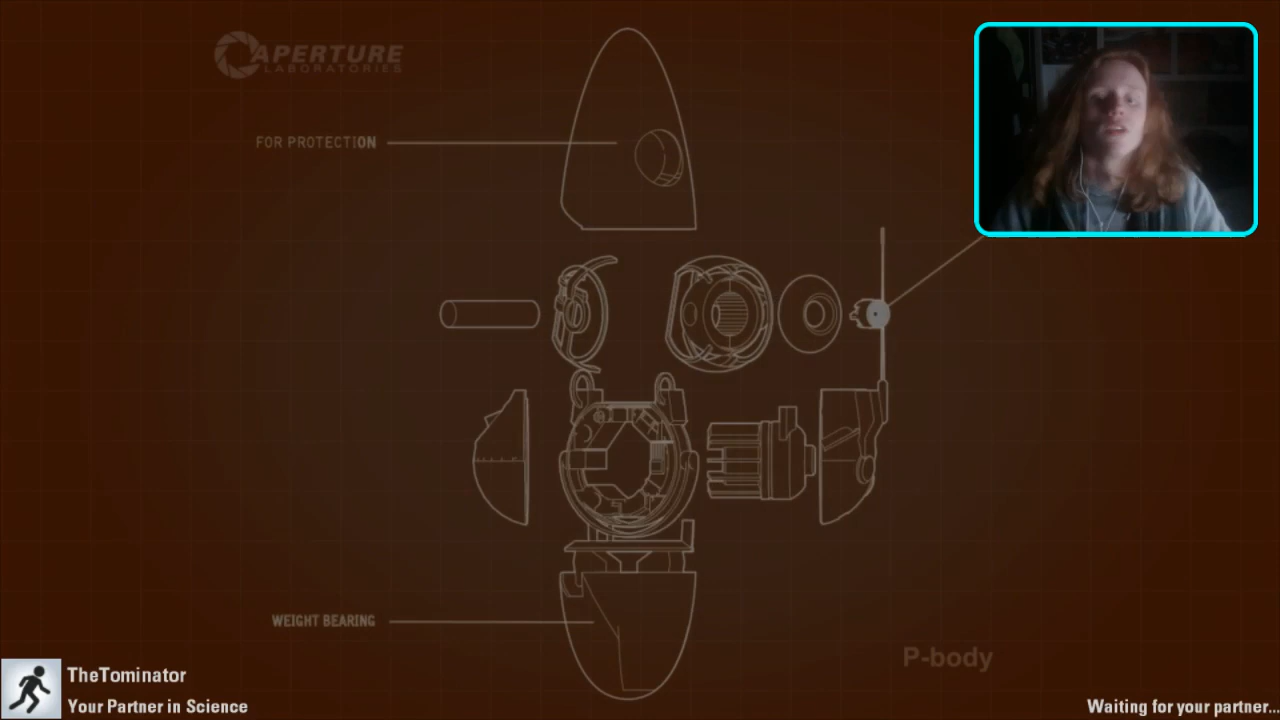 APERTURE
LABORATORIES
FOR PROTECTION
WEIGHT BEARING
P-body
TheTominator
Your Partner in Science
Waiting for your partner...